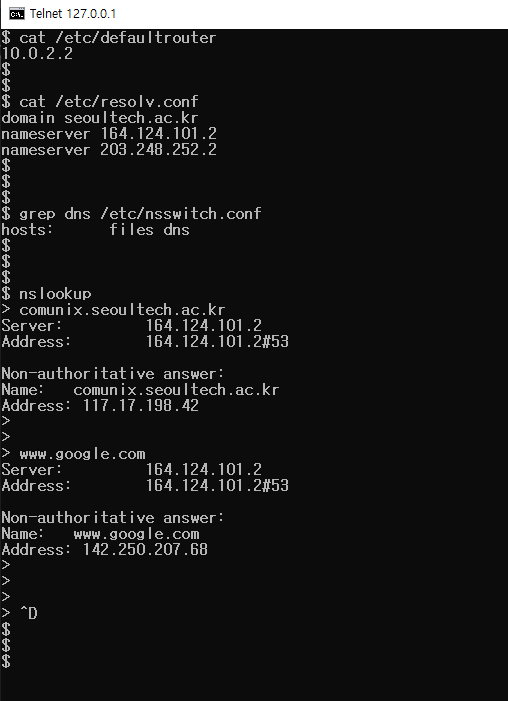 Telnet 127.0.0.1
$ cat /etc/defaultrouter
10.0.2.2
$
$
$ cat /etc/resolv.conf
domain seoultech.ac.kr
nameserver 164.124.101.2
nameserver 203.248.252.2
$
$
$
$ grep dns /etc/nsswitch.conf
hosts:      files dns
$
$
$
$ nslookup
> comunix.seoultech.ac.kr
Server:         164.124.101.2
Address:        164.124.101.2#53

Non-authoritative answer:
Name:   comunix.seoultech.ac.kr
Address: 117.17.198.42
>
>
> www.google.com
Server:         164.124.101.2
Address:        164.124.101.2#53

Non-authoritative answer:
Name:   www.google.com
Address: 142.250.207.68
>
>
>
> ^D
$
$
$